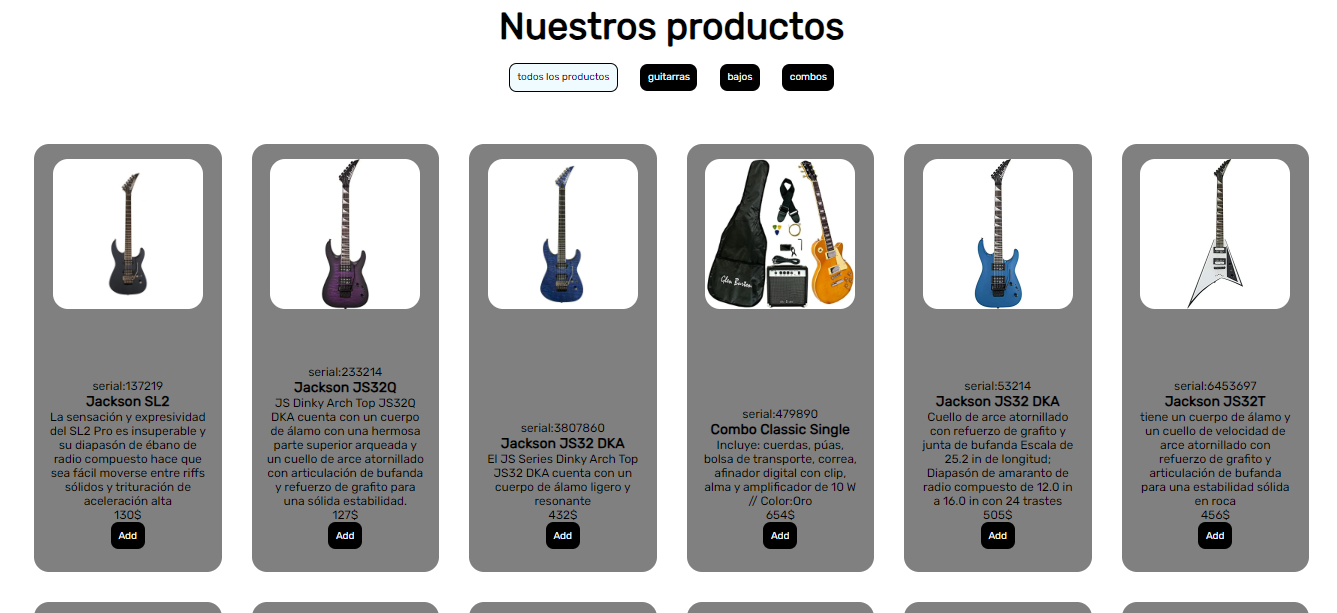 Nuestros productos
todos los productos
guitarras
bajos
combos
serial:137219
Jackson SL2
La sensación y expresividad
del SL2 Pro es insuperable y
su diapasón de ébano de
radio compuesto hace que
sea fácil moverse entre riffs
sólidos y trituración de
aceleración alta
130$
Add
serial:233214
Jackson JS32Q
JS Dinky Arch Top JS32Q
DKA cuenta con un cuerpo
de álamo con una hermosa
parte superior arqueada y
un cuello de arce atornillado
con articulación de bufanda
y refuerzo de grafito para
una sólida estabilidad.
127$
Add
serial:3807860
Jackson JS32 DKA
El JS Series Dinky Arch Top
JS32 DKA cuenta con un
cuerpo de álamo ligero y
resonante
432$
Add
Glen Burton
serial:479890
Combo Classic Single
Incluye: cuerdas, púas,
bolsa de transporte, correa,
afinador digital con clip,
alma y amplificador de 10 W
// Color:Oro
654$
Add
serial:53214
Jackson JS32 DKA
Cuello de arce atornillado
con refuerzo de grafito y
junta de bufanda Escala de
25.2 in de longitud;
Diapasón de amaranto de
radio compuesto de 12.0 in
a 16.0 in con 24 trastes
505$
Add
serial:6453697
Jackson JS32T
tiene un cuerpo de álamo y
un cuello de velocidad de
arce atornillado con
refuerzo de grafito y
articulación de bufanda
para una estabilidad sólida
en roca
456$
Add